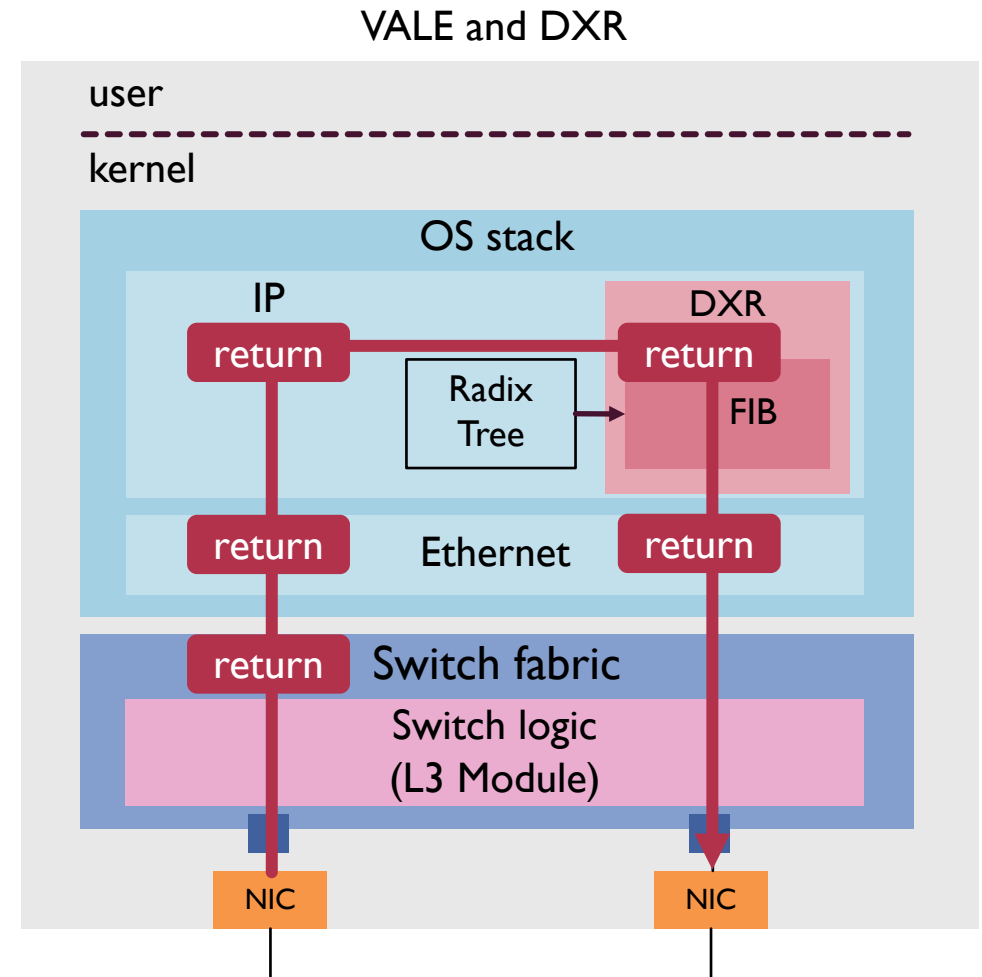 VALE and DXR
user
kernel
OS stack
IP
DXR
return
return
Radix
Tree
FIB
return
Ethernet
return
return
Switch fabric
Switch logic
(L3 Module)
NIC
NIC